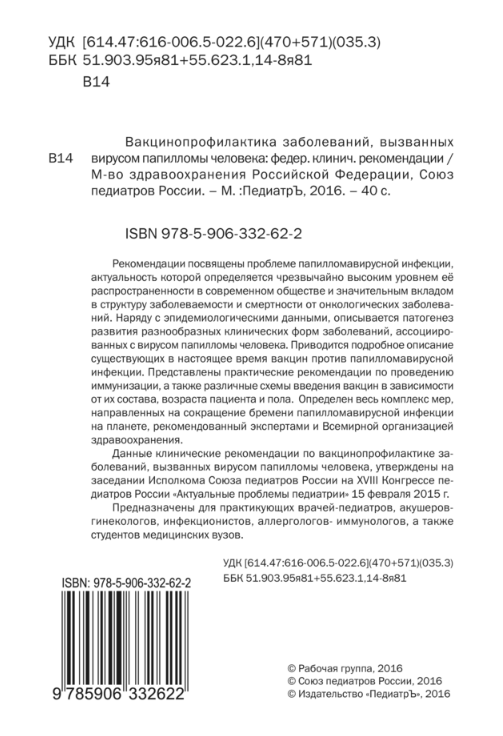 УДК [614.47:616-006.5-022.6](470+571)(035.3)
ББК 51.903.95я81+55.623.1,14-8я81
В14
Вакцинопрофилактика заболеваний, вызванных
В14 вирусом папилломы человека: федер. клинич. рекомендации /
М-во здравоохранения Российской Федерации, Союз
педиатров России. – М. :ПедиатрЪ, 2016. – 40 с.
ISBN 978-5-906-332-62-2
Рекомендации посвящены проблеме папилломавирусной инфекции,
актуальность которой определяется чрезвычайно высоким уровнем её
распространенности в современном обществе и значительным вкладом
в структуру заболеваемости и смертности от онкологических заболева-
ний. Наряду с эпидемиологическими данными, описывается патогенез
развития разнообразных клинических форм заболеваний, ассоцииро-
ванных с вирусом папилломы человека. Приводится подробное описание
существующих в настоящее время вакцин против папилломавирусной
инфекции. Представлены практические рекомендации по проведению
иммунизации, а также различные схемы введения вакцин в зависимости
от их состава, возраста пациента и пола. Определен весь комплекс мер,
направленных на сокращение бремени папилломавирусной инфекции
на планете, рекомендованный экспертами и Всемирной организацией
здравоохранения.
Данные клинические рекомендации по вакцинопрофилактике за-
болеваний, вызванных вирусом папилломы человека, утверждены на
заседании Исполкома Союза педиатров России на XVIII Конгрессе пе-
диатров России «Актуальные проблемы педиатрии» 15 февраля 2015 г.
Предназначены для практикующих врачей-педиатров, акушеров-
гинекологов, инфекционистов, аллергологов- иммунологов, а также
студентов медицинских вузов.
УДК [614.47:616-006.5-022.6](470+571)(035.3)
ББК 51.903.95я81+55.623.1,14-8я81
ISBN: 978-5-906-332-62-2
9 785906 332622
© Рабочая группа, 2016
© Союз педиатров России, 2016
© Издательство «ПедиатрЪ», 2016